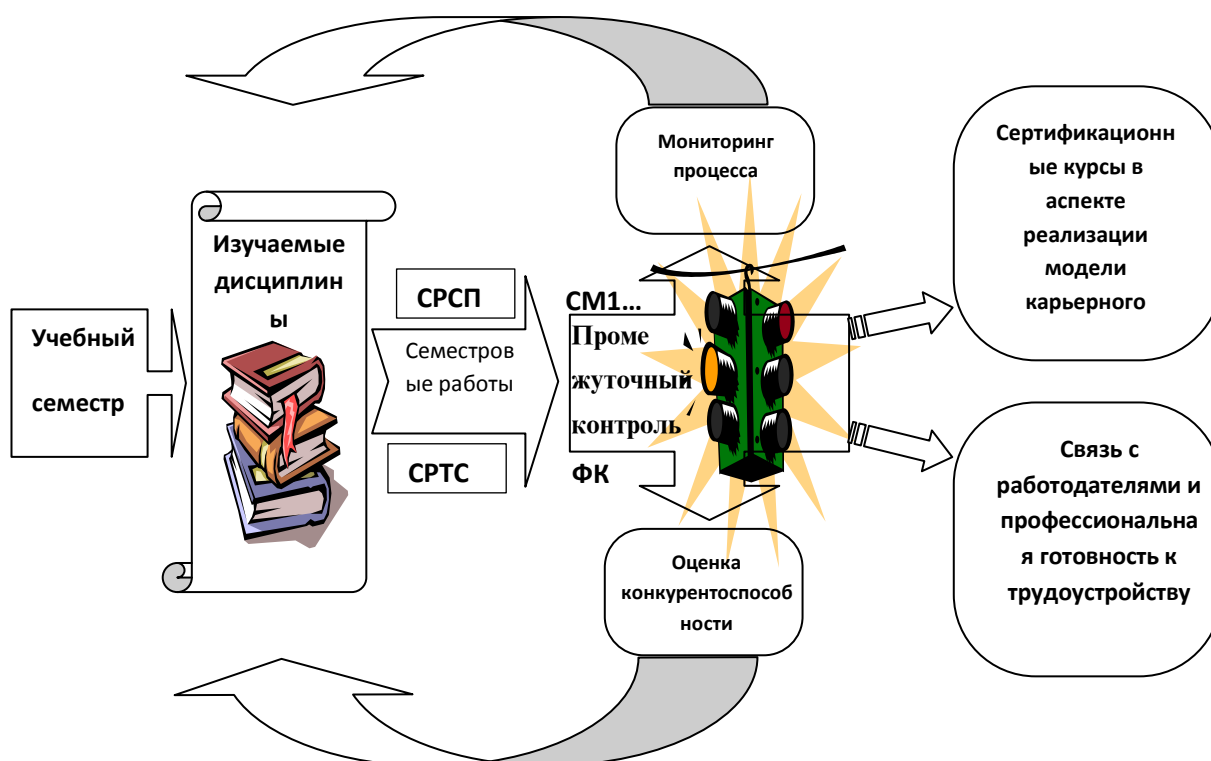 Учебный
семестр
Изучаемые
дисциплин
ы
СРСП
Семестров
ые работы
СРТС
СМ1...
Проме
жуточный
контроль
ФК
Мониторинг
процесса
Оценка
конкурентоспособ
ности
Сертификационн
ые курсы в
аспекте
реализации
модели
карьерного
Связь с
работодателями и
профессиональна
я готовность к
трудоустройству